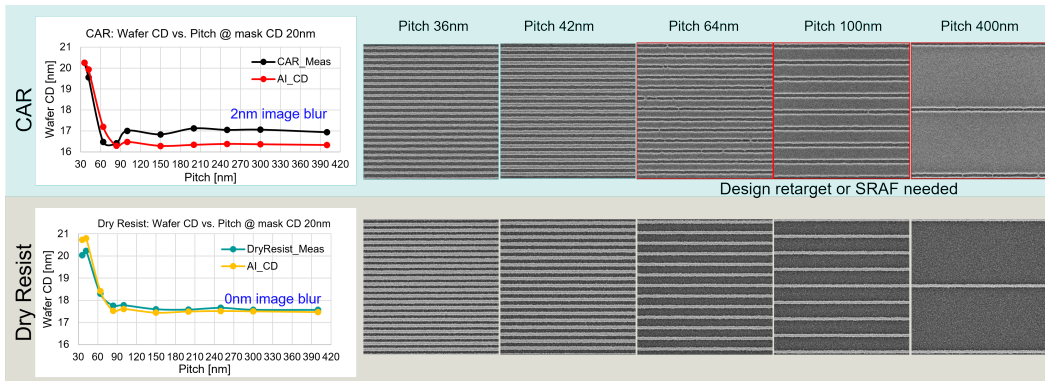 Pitch 36nm
Pitch 42nm
Pitch 64nm
Pitch 100nm
Pitch 400nm
CAR
CAR: Wafer CD vs. Pitch @ mask CD 20nm
Wafer CD [nm]
21
20
19
18
17
16
CAR_Meas
AI_CD
2nm image blur
30 60 90 120 150 180 210 240 270 300 330 360 390 420
Pitch [nm]
Design retarget or SRAF needed
Dry Resist
Dry Resist: Wafer CD vs. Pitch @ mask CD 20nm
Wafer CD [nm]
21
20
19
18
17
16
DryResist_Meas
AI_CD
0nm image blur
30 60 90 120 150 180 210 240 270 300 330 360 390 420
Pitch [nm]